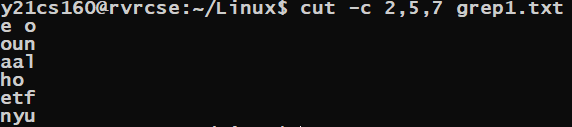 y21cs160@rvrcse:~/Linux$ cut -c 2,5,7 grep1.txt
e o
oun
aal
ho
etf
nyu